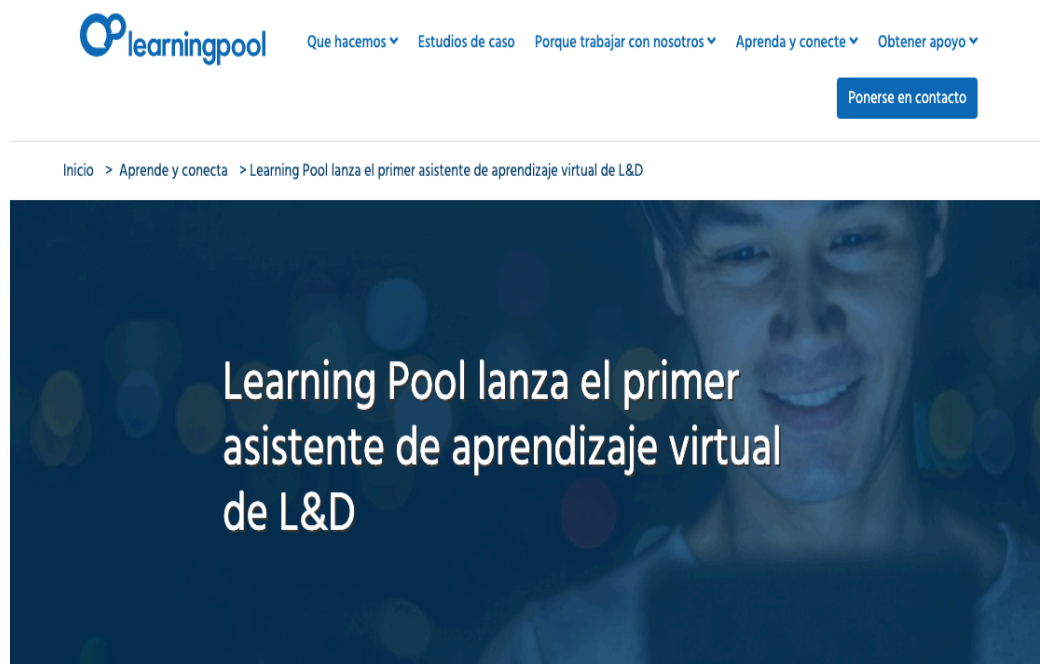 learningpool
Que hacemos Estudios de caso Porque trabajar con nosotros Aprenda y conecte Obtener apoyo
Ponerse en contacto
Inicio > Aprende y conecta > Learning Pool lanza el primer asistente de aprendizaje virtual de L&D
Learning Pool lanza el primer
asistente de aprendizaje virtual
de L&D